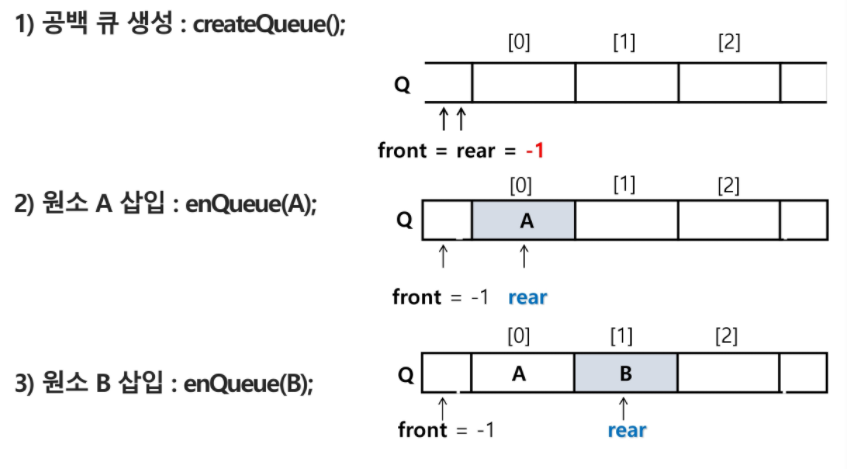 1) 공백 큐 생성 : createQueue();
[0] [1] [2]
Q
front = rear = -1
2) 원소 A 삽입 : enQueue(A);
[0] [1] [2]
Q A
front = -1 rear
3) 원소 B 삽입 : enQueue(B);
[0] [1] [2]
Q A B
front = -1 rear